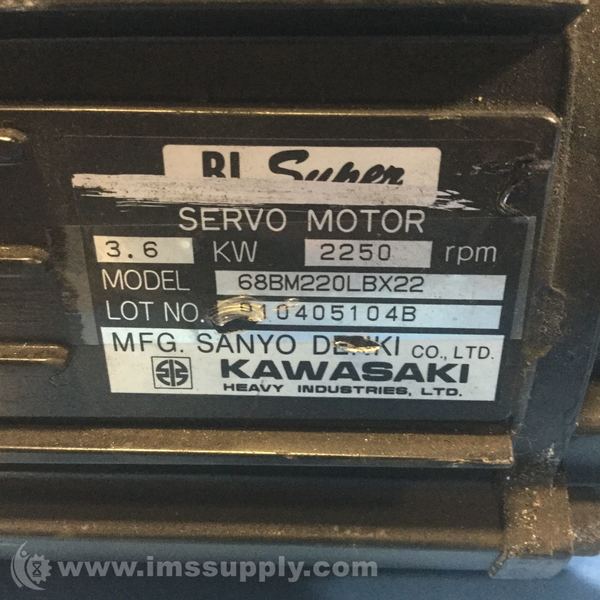 BL Super
SERVO MOTOR
3.6 KW 2250 rpm
MODEL 68BM220LBX22
LOT NO. 910405104B
MFG. SANYO DENKI CO., LTD.
KAWASAKI
HEAVY INDUSTRIES, LTD.
www.imssupply.com